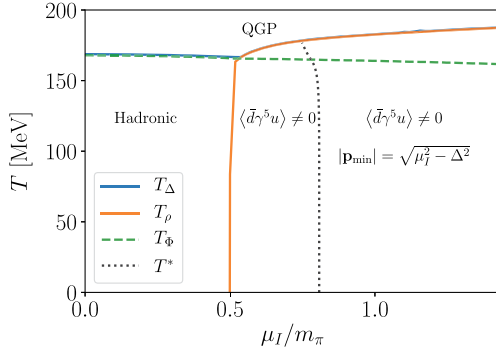 200
150
100
50
0
T [MeV]
QGP
Hadronic
⟨d̄γ⁵u⟩ ≠ 0
⟨d̄γ⁵u⟩ ≠ 0
|𝐩ₘᵢₙ| = √(μ_I² − Δ²)
T_Δ
T_ρ
T_Φ
T*
0.0
0.5
1.0
μ_I/m_π